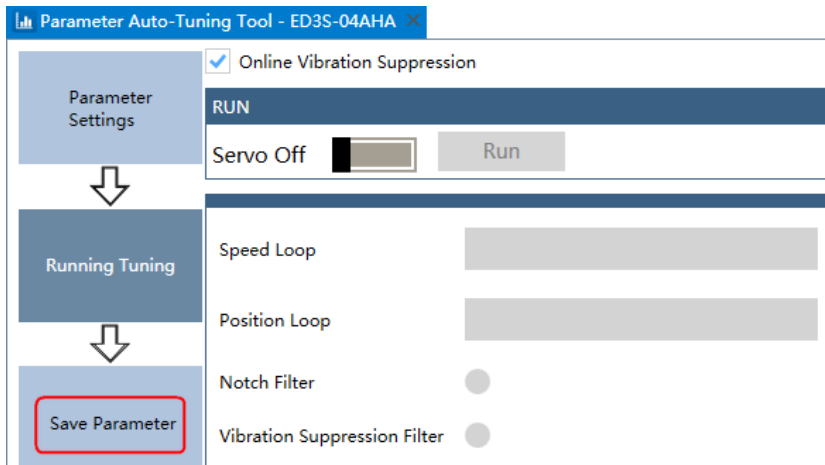 Parameter Auto-Tuning Tool - ED3S-04AHA
Online Vibration Suppression
Parameter
Settings
RUN
Servo Off
Run
Running Tuning
Speed Loop
Position Loop
Notch Filter
Save Parameter
Vibration Suppression Filter